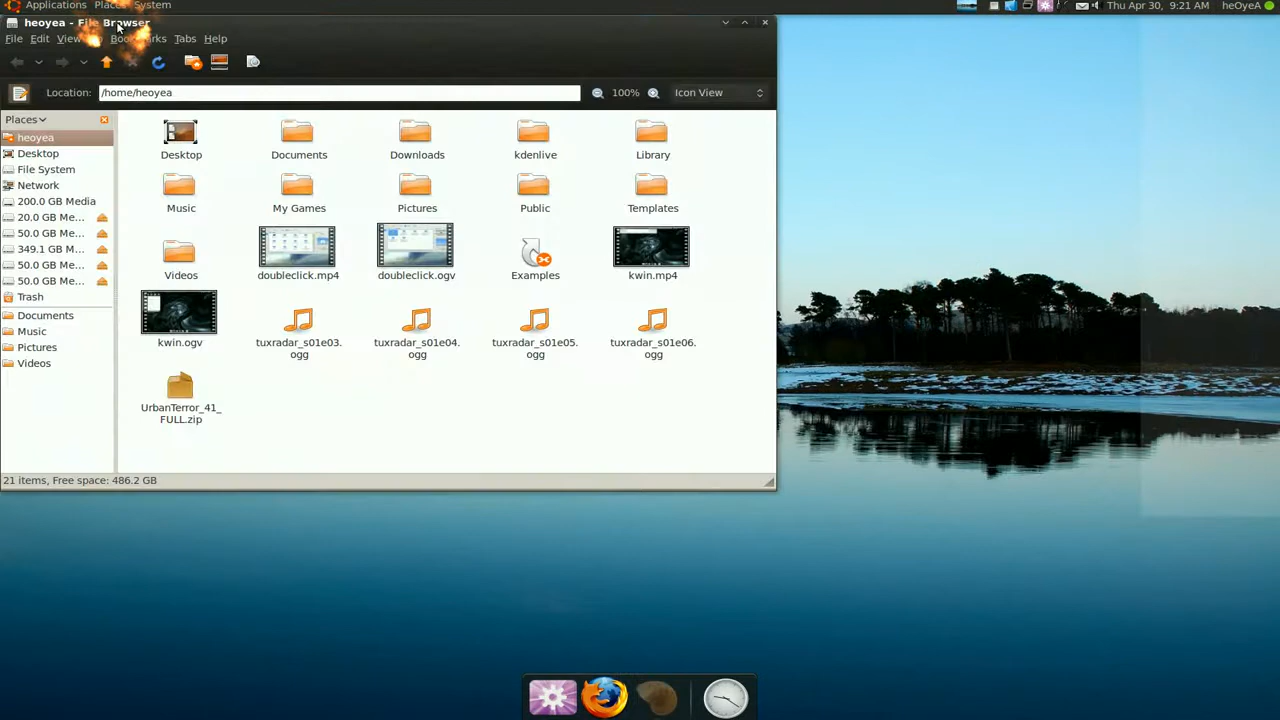 Applications Places System Thu Apr 30, 9:21 AM heOyeA
heoyea - File Browser
File Edit View Bookmarks Tabs Help
Location: /home/heoyea 100% Icon View
Places
heoyea
Desktop
File System
Network
200.0 GB Media
20.0 GB Me...
50.0 GB Me...
349.1 GB M...
50.0 GB Me...
50.0 GB Me...
Trash
Documents
Music
Pictures
Videos
Desktop Documents Downloads kdenlive Library
Music My Games Pictures Public Templates
Videos doubleclick.mp4 doubleclick.ogv Examples kwin.mp4
kwin.ogv tuxradar_s01e03.ogg tuxradar_s01e04.ogg tuxradar_s01e05.ogg tuxradar_s01e06.ogg
UrbanTerror_41_FULL.zip
21 items, Free space: 486.2 GB